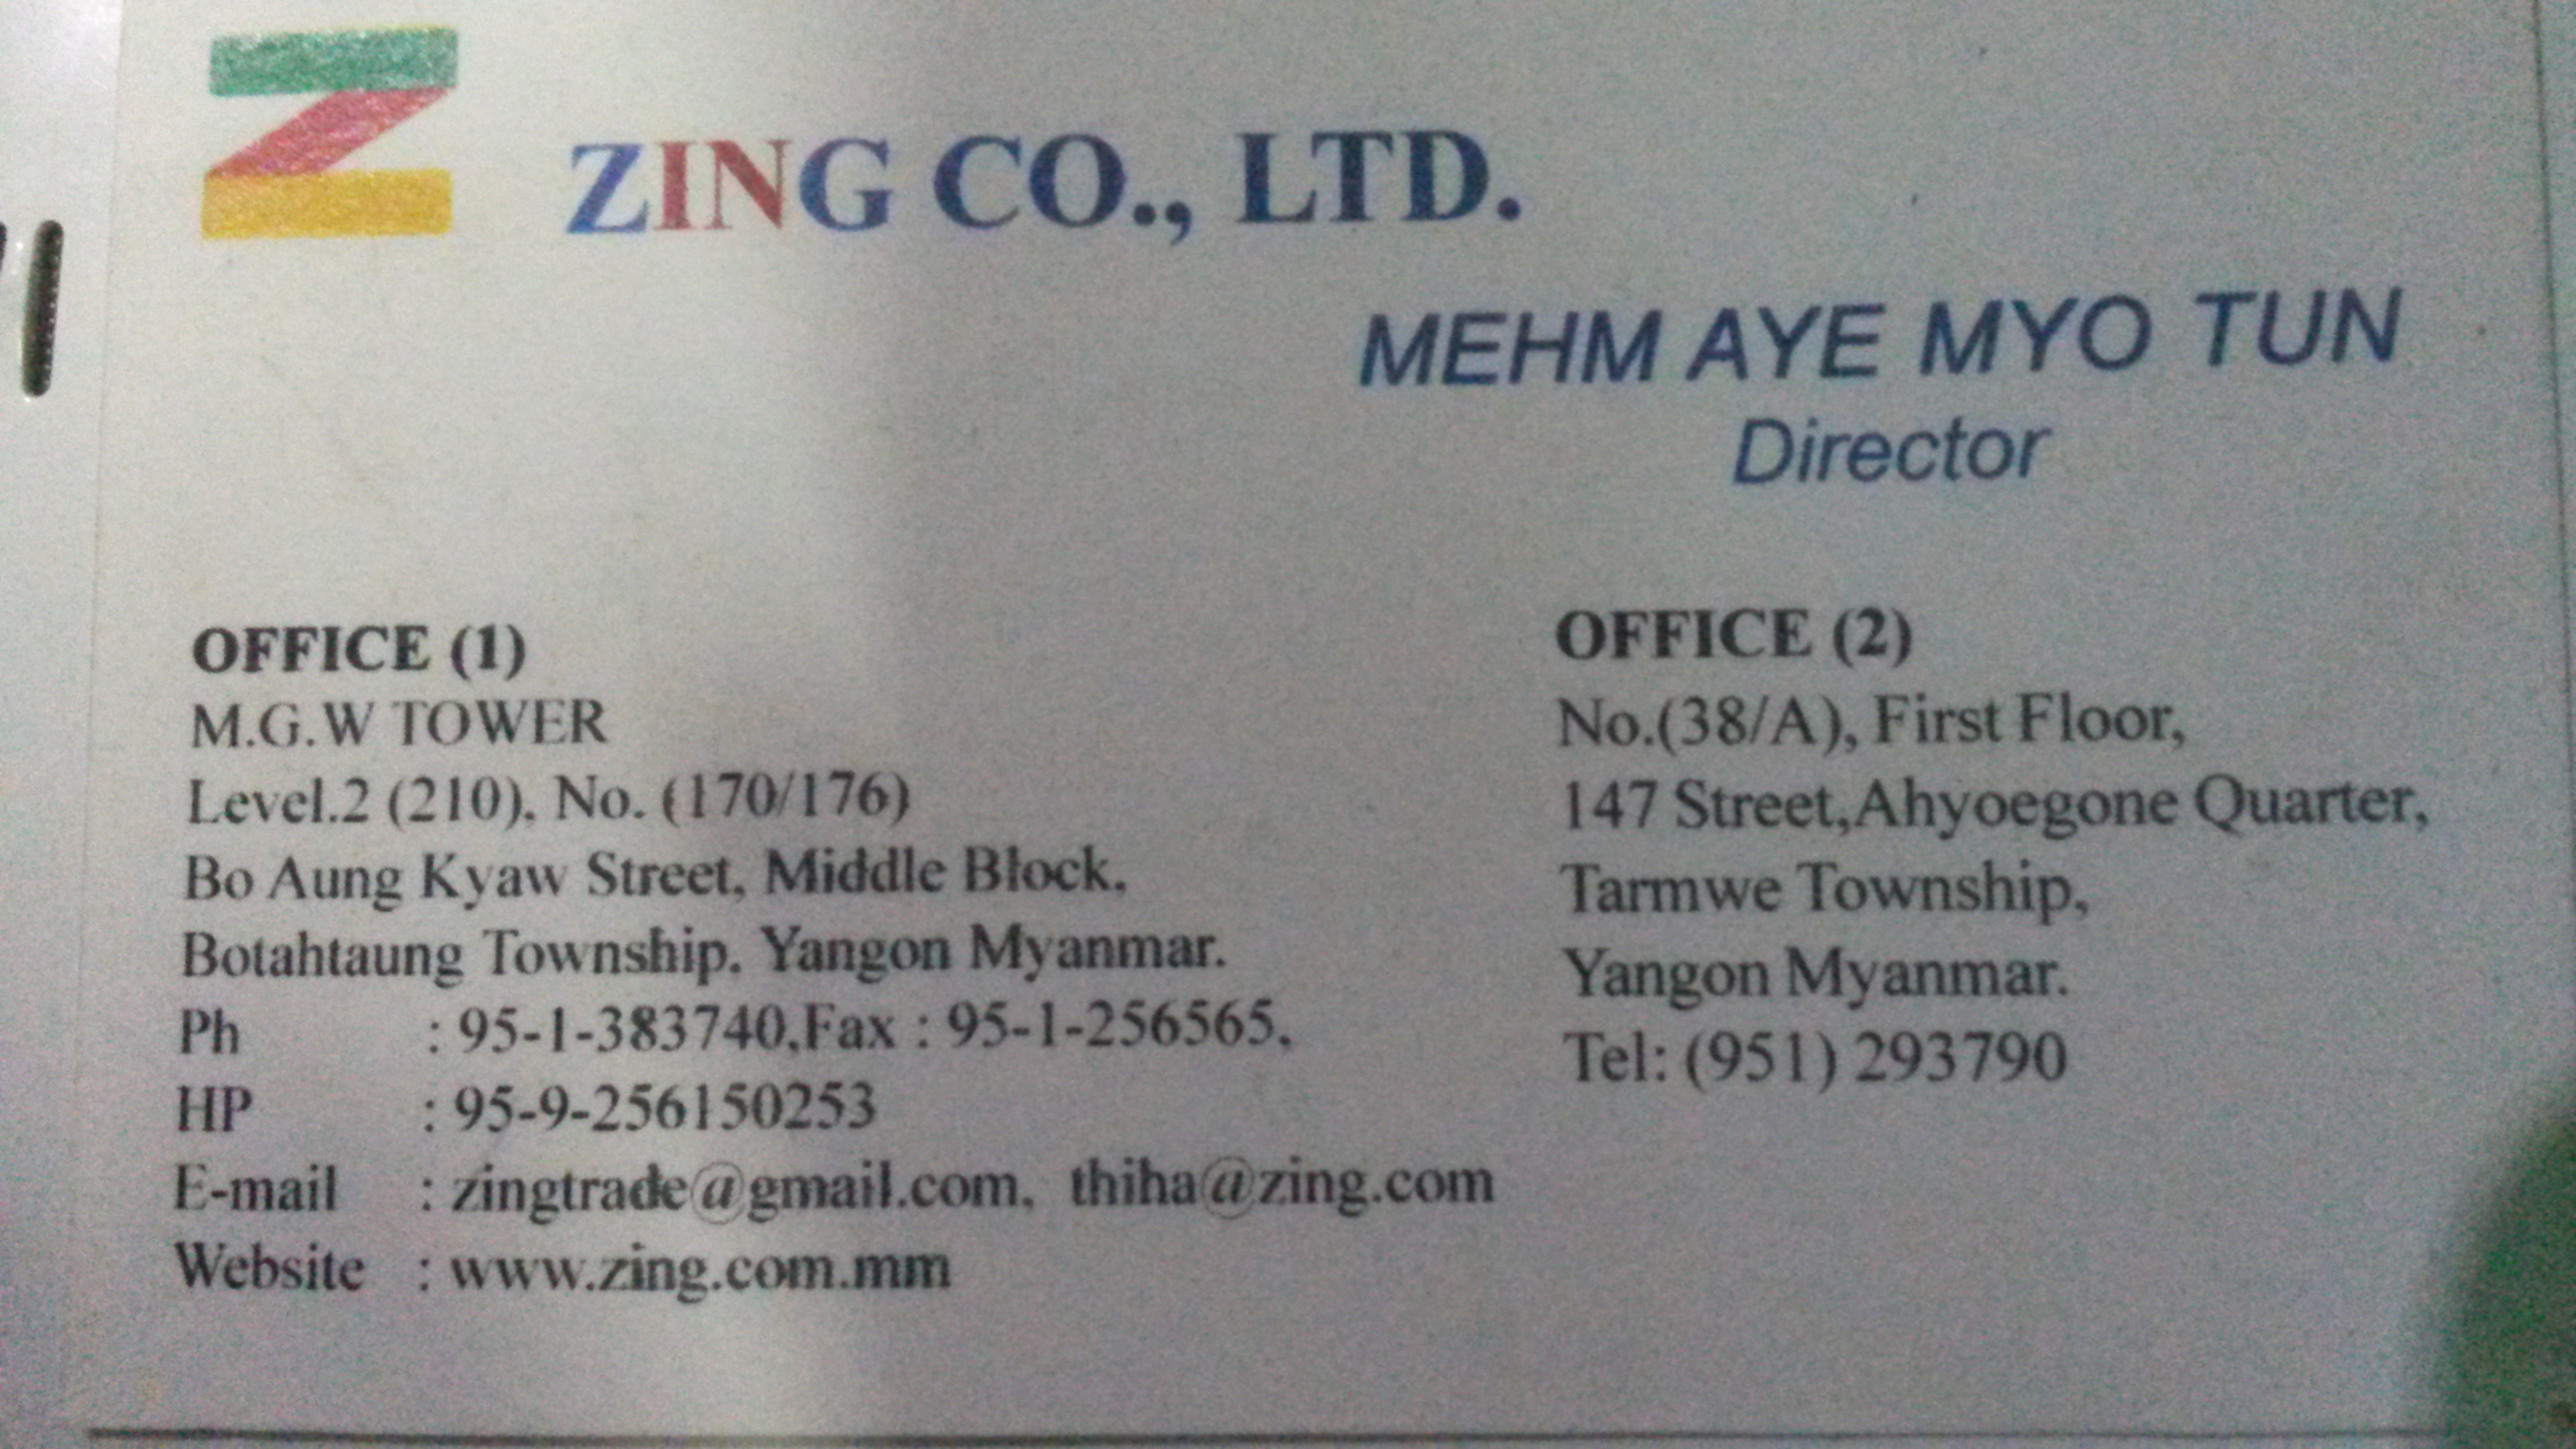 ZING CO., LTD.
MEHM AYE MYO TUN
Director
OFFICE (1)
M.G.W TOWER
Level.2 (210), No. (170/176)
Bo Aung Kyaw Street, Middle Block,
Botahtaung Township. Yangon Myanmar.
Ph : 95-1-383740,Fax : 95-1-256565,
HP : 95-9-256150253
E-mail : zingtrade@gmail.com, thiha@zing.com
Website : www.zing.com.mm
OFFICE (2)
No.(38/A), First Floor,
147 Street,Ahyoegone Quarter,
Tarmwe Township,
Yangon Myanmar.
Tel: (951) 293790